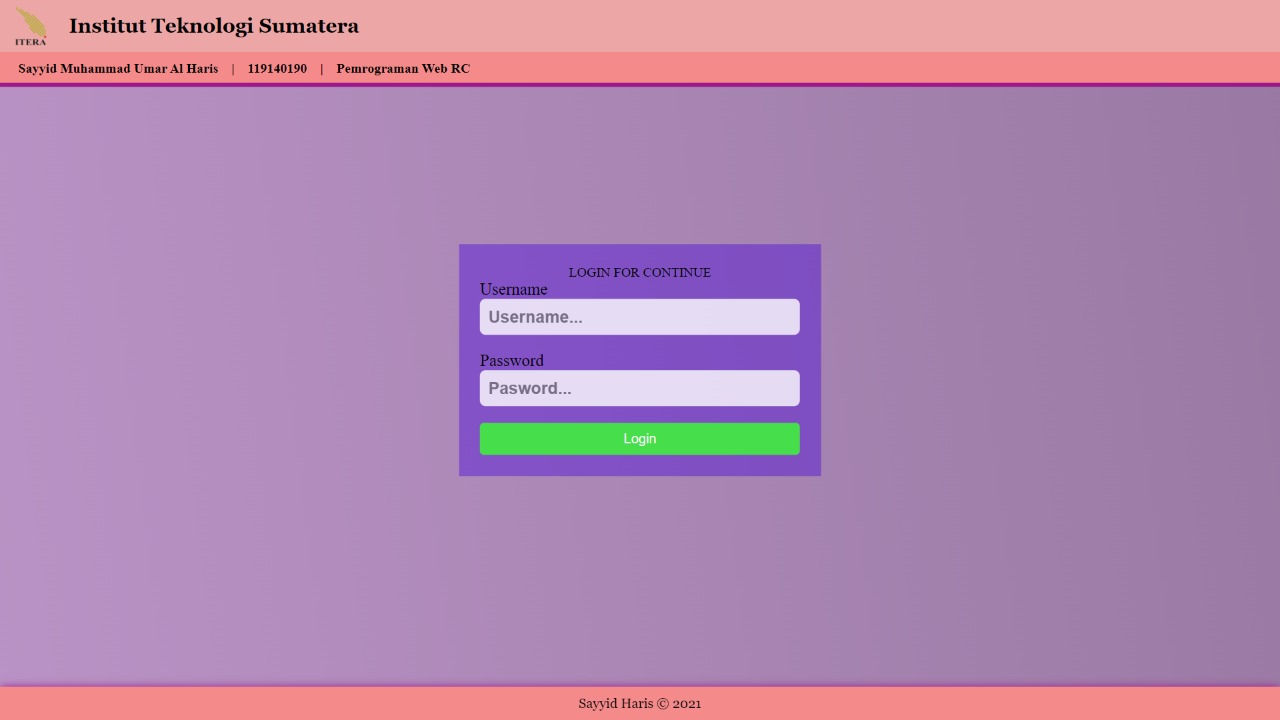 ITERA
Institut Teknologi Sumatera
Sayyid Muhammad Umar Al Haris | 119140190 | Pemrograman Web RC
LOGIN FOR CONTINUE
Username
Username...
Password
Pasword...
Login
Sayyid Haris © 2021